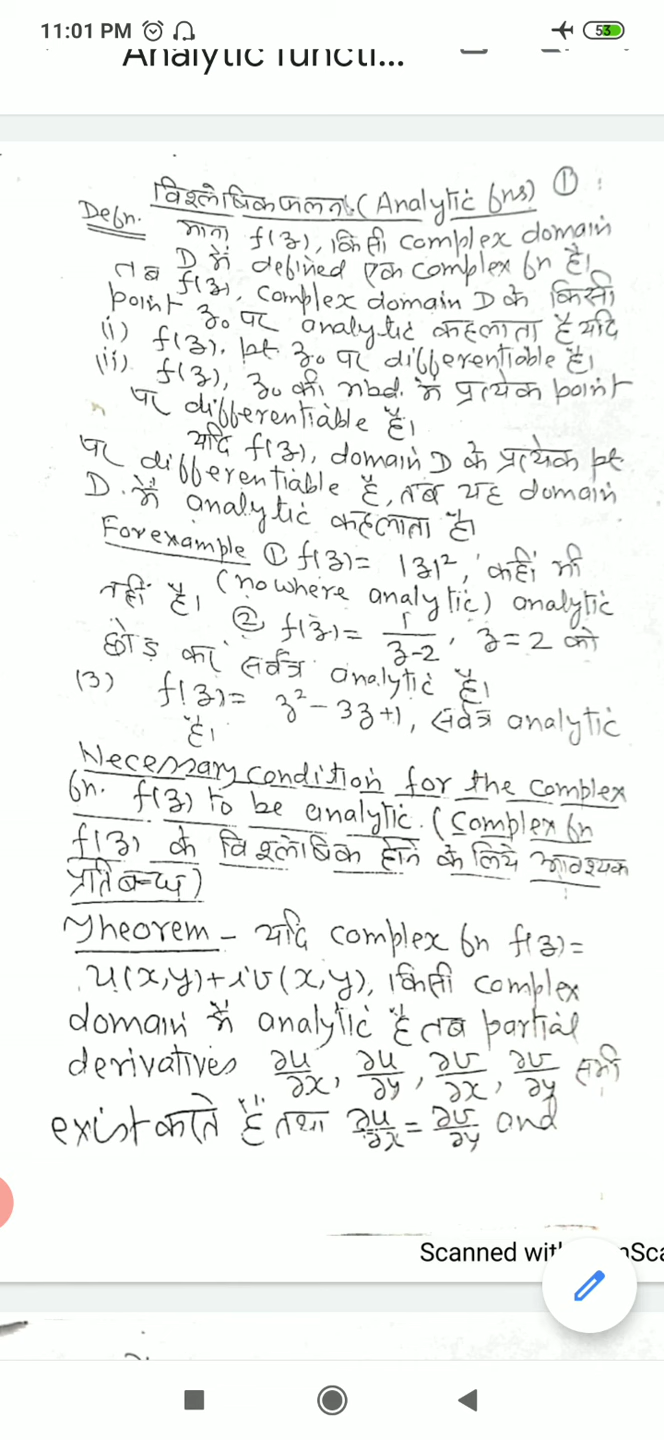 11:01 PM
53
Analytic functi...
विश्लेषिक फलन (Analytic fns) ①
Defn. माना f(z), किसी complex domain
D में defined एक complex fn है।
तब f(z), complex domain D के किसी
point z₀ पर analytic कहलाता है यदि
(i) f(z), pt. z₀ पर differentiable है।
(ii) f(z), z₀ की nbd. के प्रत्येक point
पर differentiable है।
यदि f(z), domain D के प्रत्येक pt.
पर differentiable है, तब यह domain
D. में analytic कहलाता है।
For example ① f(z) = |z|², कहीं भी
(no where analytic) analytic
नहीं है। ② f(z) = 1/(z-2), z=2 को
छोड़ कर सर्वत्र analytic है।
(3) f(z) = z² - 3z + 1, सर्वत्र analytic
है।
Necessary condition for the complex
fn. f(z) to be analytic. (Complex fn
f(z) के विश्लेषिक होने के लिये आवश्यक
प्रतिबन्ध)
Theorem - यदि complex fn f(z) =
u(x,y)+iv(x,y), किसी complex
domain में analytic है तब partial
derivatives ∂u/∂x, ∂u/∂y, ∂v/∂x, ∂v/∂y सभी
exist करते हैं तथा ∂u/∂x = ∂v/∂y and
Scanned wit